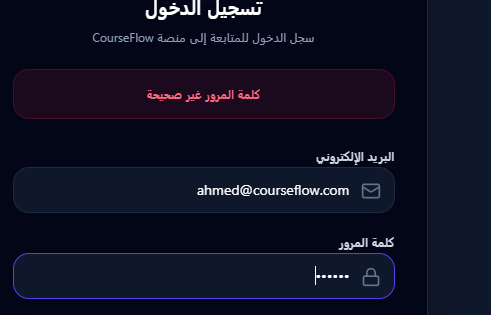 تسجيل الدخول
سجل الدخول للمتابعة إلى منصة CourseFlow
كلمة المرور غير صحيحة
البريد الإلكتروني
ahmed@courseflow.com
كلمة المرور
••••••